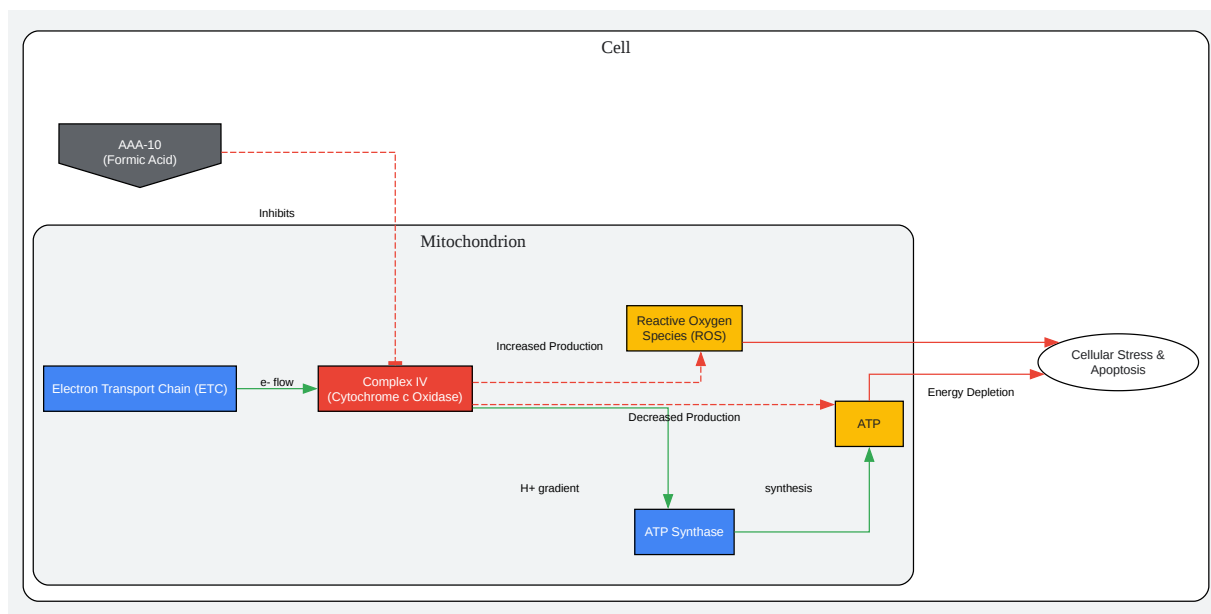 Cell
AAA-10
(Formic Acid)
Inhibits
Mitochondrion
Reactive Oxygen
Species (ROS)
Increased Production
Cellular Stress &
Apoptosis
Electron Transport Chain (ETC)
e- flow
Complex IV
(Cytochrome c Oxidase)
Energy Depletion
Decreased Production
ATP
H+ gradient
synthesis
ATP Synthase